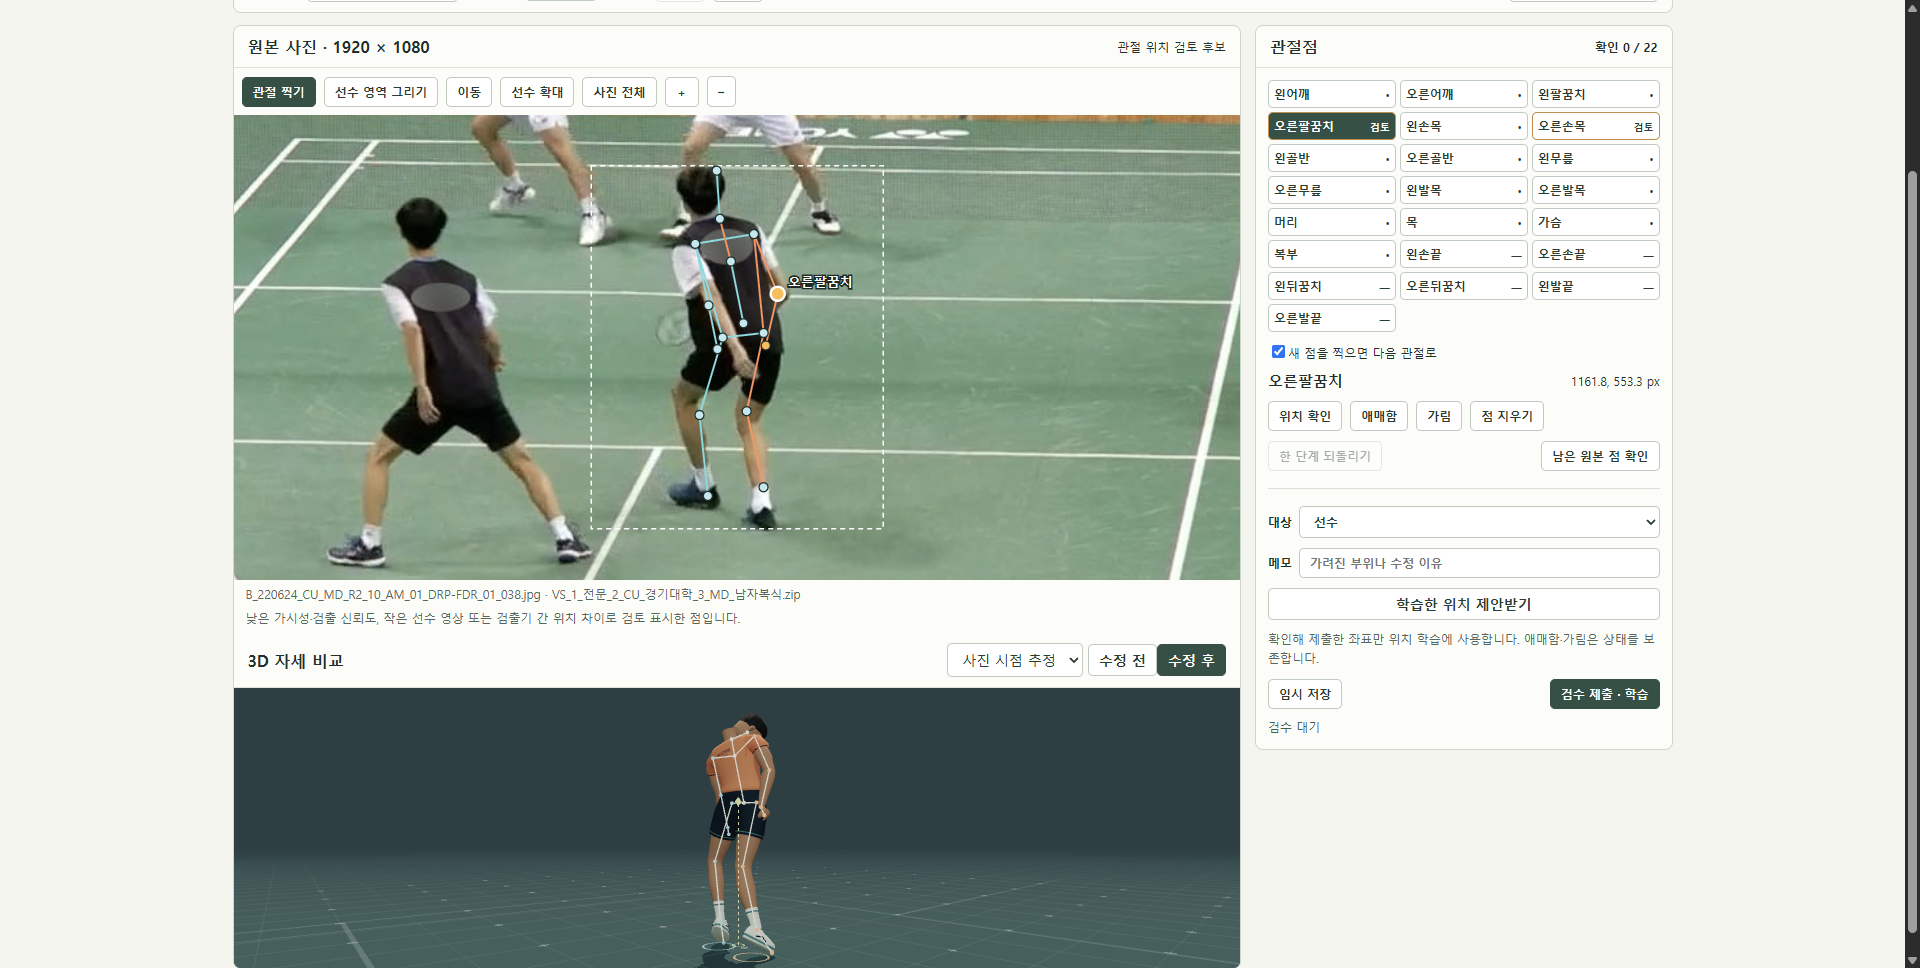 원본 사진 · 1920 × 1080
관절 위치 검토 후보
관절 찍기 선수 영역 그리기 이동 선수 확대 사진 전체 + −
오른팔꿈치
B_220624_CU_MD_R2_10_AM_01_DRP-FDR_01_038.jpg · VS_1_전문_2_CU_경기대학_3_MD_남자복식.zip
낮은 가시성·검출 신뢰도, 작은 선수 영상 또는 검출기 간 위치 차이로 검토 표시한 점입니다.
3D 자세 비교
사진 시점 추정 수정 전 수정 후
관절점
확인 0 / 22
왼어깨 • 오른어깨 • 왼팔꿈치 •
오른팔꿈치 검토 왼손목 • 오른손목 검토
왼골반 • 오른골반 • 왼무릎 •
오른무릎 • 왼발목 • 오른발목 •
머리 • 목 • 가슴 •
복부 • 왼손끝 — 오른손끝 —
왼뒤꿈치 — 오른뒤꿈치 — 왼발끝 —
오른발끝 —
새 점을 찍으면 다음 관절로
오른팔꿈치 1161.8, 553.3 px
위치 확인 애매함 가림 점 지우기
한 단계 되돌리기 남은 원본 점 확인
대상 선수
메모 가려진 부위나 수정 이유
학습한 위치 제안받기
확인해 제출한 좌표만 위치 학습에 사용합니다. 애매함·가림은 상태를 보
존합니다.
임시 저장 검수 제출 · 학습
검수 대기